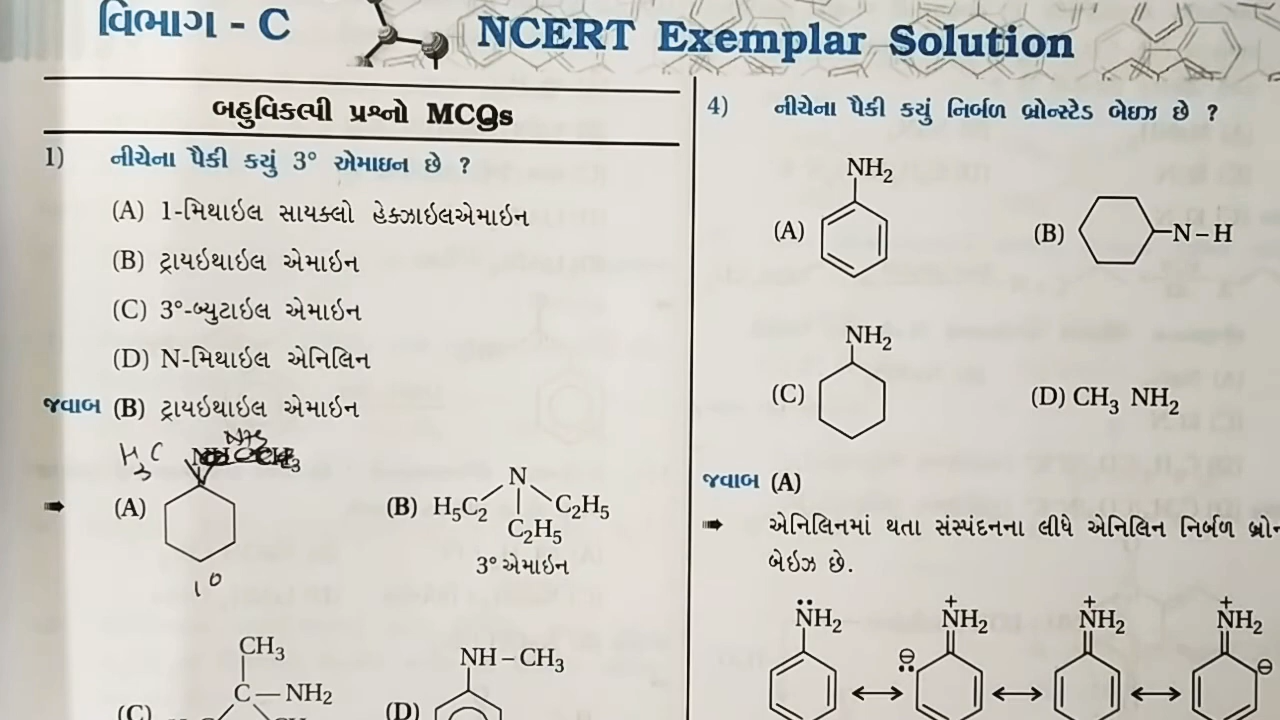 વિભાગ - C
NCERT Exemplar Solution
બહુવિકલ્પી પ્રશ્નો MCQs
1) નીચેના પૈકી કયું 3° એમાઇન છે ?
(A) 1-મિથાઇલ સાયક્લો હેક્ઝાઇલએમાઇન
(B) ટ્રાયઇથાઇલ એમાઇન
(C) 3°-બ્યુટાઇલ એમાઇન
(D) N-મિથાઇલ એનિલિન
જવાબ (B) ટ્રાયઇથાઇલ એમાઇન
H3C
(A)
1°
(B) H5C2 N C2H5
C2H5
3° એમાઇન
CH3
C — NH2
(C)
NH – CH3
(D)
4) નીચેના પૈકી કયું નિર્બળ બ્રોન્સ્ટેડ બેઇઝ છે ?
NH2
(A)
(B) N – H
NH2
(C)
(D) CH3 NH2
જવાબ (A)
એનિલિનમાં થતા સંસ્પંદનના લીધે એનિલિન નિર્બળ
બેઇઝ છે.
NH2 NH2 NH2 NH2